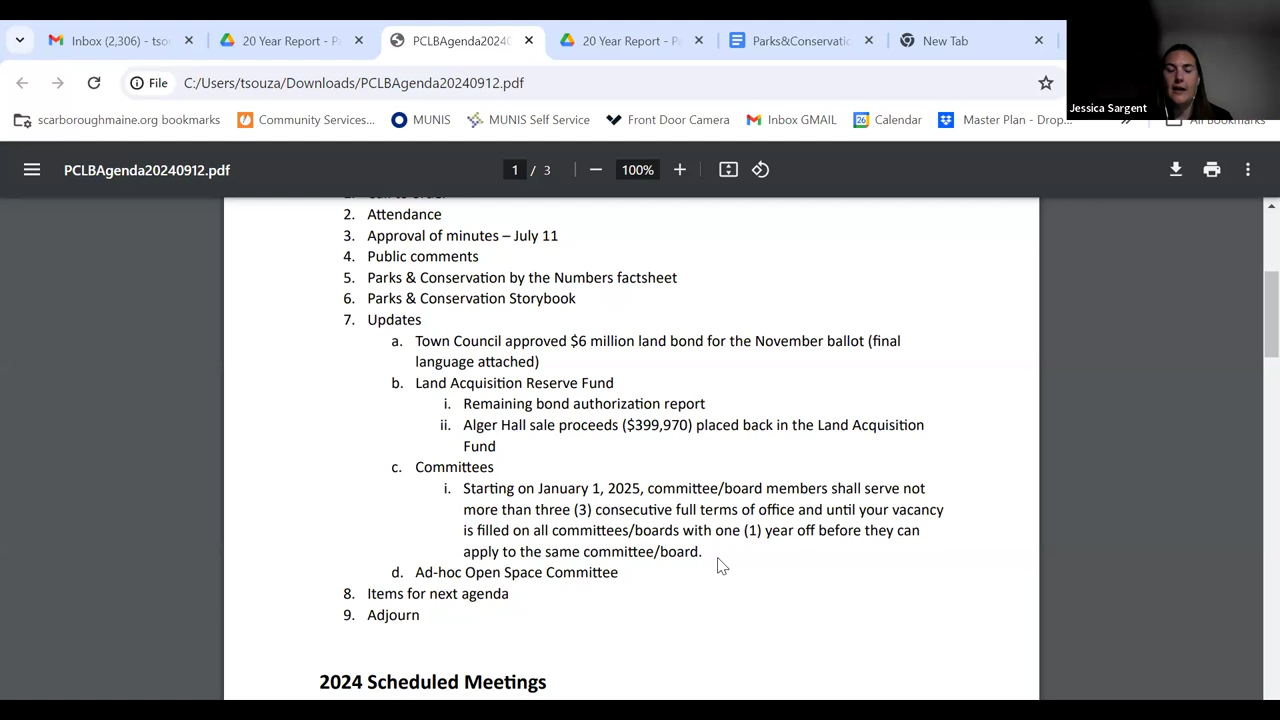 Inbox (2,306) - tso
20 Year Report - P
PCLBAgenda2024
20 Year Report - P
Parks&Conservatio
New Tab
File
C:/Users/tsouza/Downloads/PCLBAgenda20240912.pdf
Jessica Sargent
scarboroughmaine.org bookmarks
Community Services...
MUNIS
MUNIS Self Service
Front Door Camera
Inbox GMAIL
26
Calendar
Master Plan - Drop...
All Bookmarks
PCLBAgenda20240912.pdf
1 / 3
100%
2. Attendance
3. Approval of minutes – July 11
4. Public comments
5. Parks & Conservation by the Numbers factsheet
6. Parks & Conservation Storybook
7. Updates
a. Town Council approved $6 million land bond for the November ballot (final
language attached)
b. Land Acquisition Reserve Fund
i. Remaining bond authorization report
ii. Alger Hall sale proceeds ($399,970) placed back in the Land Acquisition
Fund
c. Committees
i. Starting on January 1, 2025, committee/board members shall serve not
more than three (3) consecutive full terms of office and until your vacancy
is filled on all committees/boards with one (1) year off before they can
apply to the same committee/board.
d. Ad-hoc Open Space Committee
8. Items for next agenda
9. Adjourn
2024 Scheduled Meetings